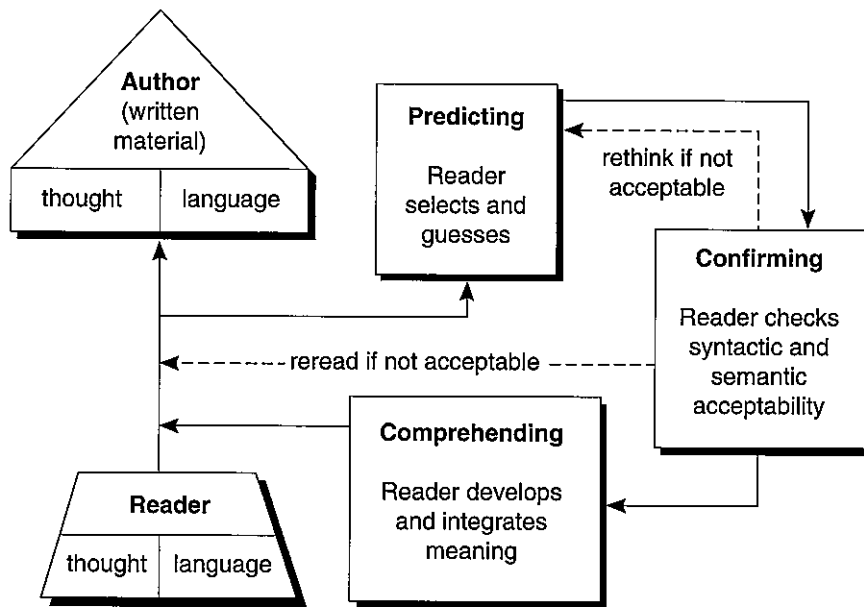 Author
(written
material)
thought language
Predicting
Reader
selects and
guesses
rethink if not
acceptable
Confirming
Reader checks
syntactic and
semantic
acceptability
reread if not acceptable
Comprehending
Reader develops
and integrates
meaning
Reader
thought language